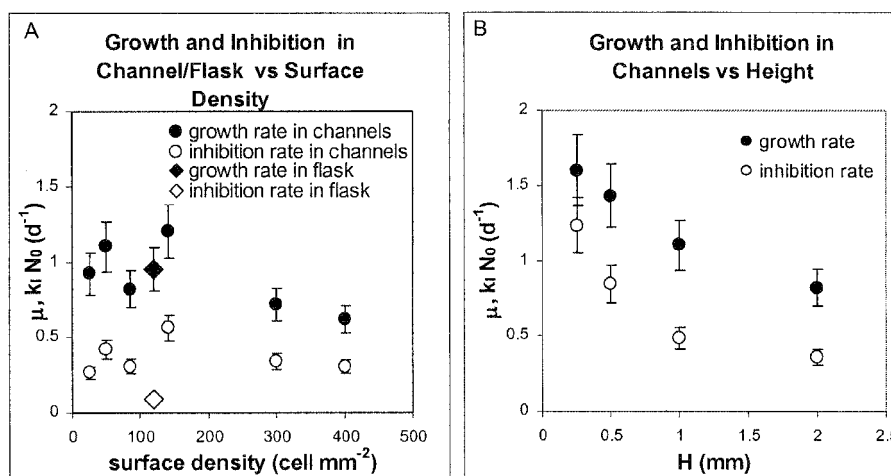 A
Growth and Inhibition in
Channel/Flask vs Surface
Density
growth rate in channels
inhibition rate in channels
growth rate in flask
inhibition rate in flask
2
1.5
1
0.5
0
μ, kI N0 (d-1)
0 100 200 300 400 500
surface density (cell mm-2)
B
Growth and Inhibition in
Channels vs Height
growth rate
inhibition rate
2
1.5
1
0.5
0
μ, kI N0 (d-1)
0 0.5 1 1.5 2 2.5
H (mm)